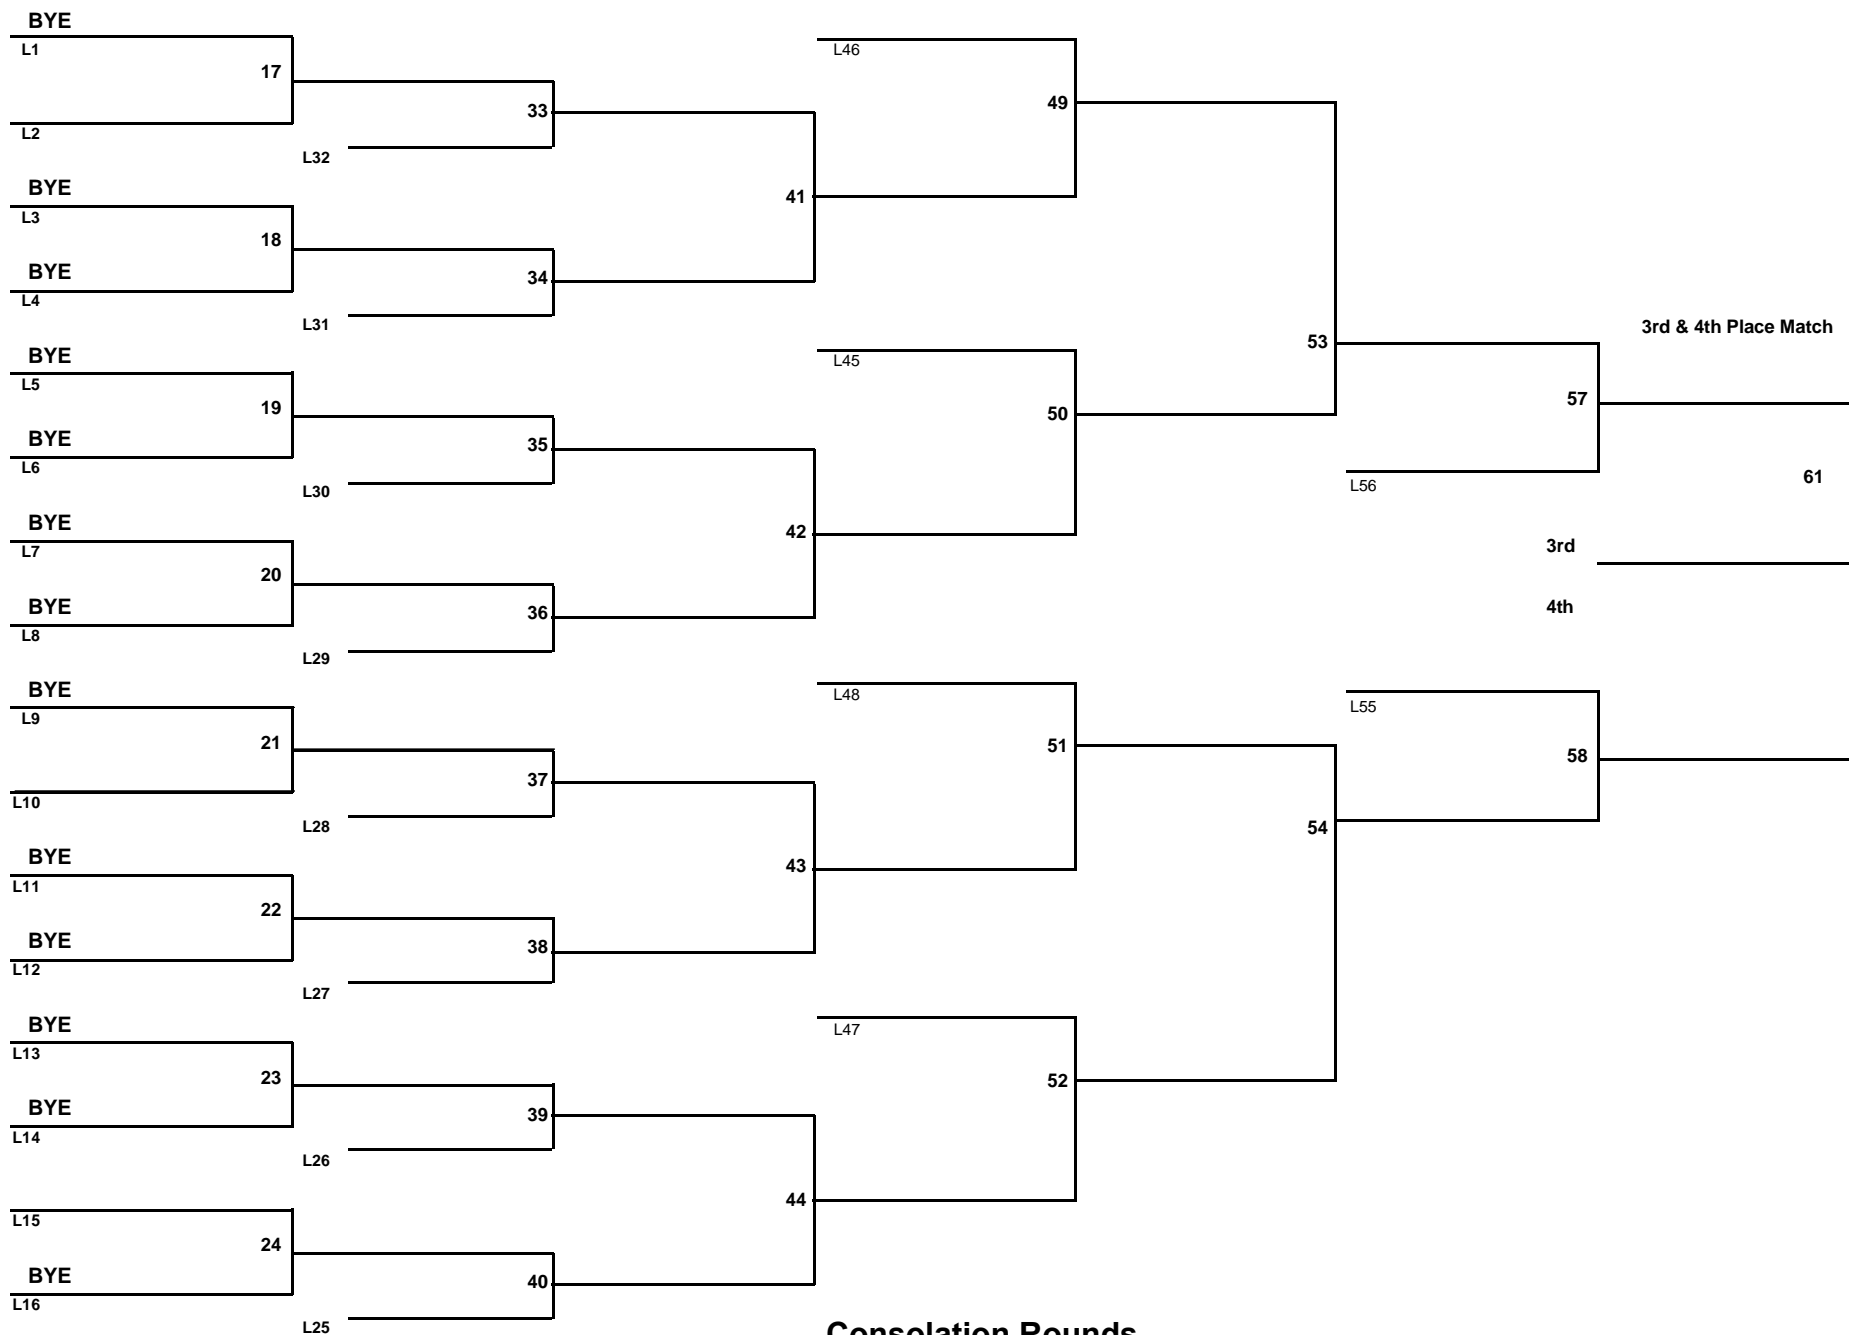 BYE
L1
17
L2
33
L32
BYE
L3
18
BYE
L4
34
L31
41
L46
49
BYE
L5
19
BYE
L6
35
L30
BYE
L7
20
BYE
L8
36
L29
42
L45
50
53
3rd & 4th Place Match
57
L56
61
3rd
4th
BYE
L9
21
L10
37
L28
BYE
L11
22
BYE
L12
38
L27
43
L48
51
54
L55
58
BYE
L13
23
BYE
L14
39
L26
L15
24
BYE
L16
40
L25
44
L47
52
Consolation Rounds